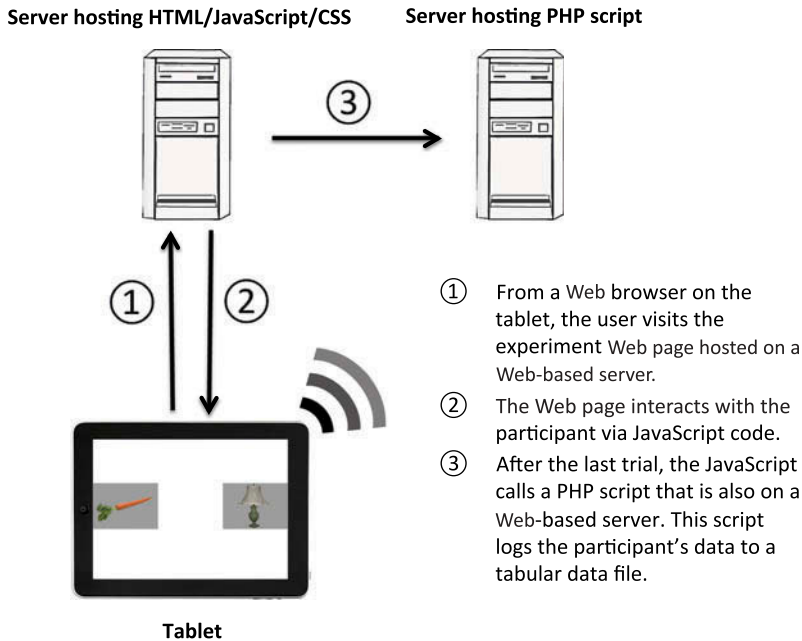 Server hosting HTML/JavaScript/CSS
Server hosting PHP script
3
1
2
① From a Web browser on the
tablet, the user visits the
experiment Web page hosted on a
Web-based server.
② The Web page interacts with the
participant via JavaScript code.
③ After the last trial, the JavaScript
calls a PHP script that is also on a
Web-based server. This script
logs the participant's data to a
tabular data file.
Tablet